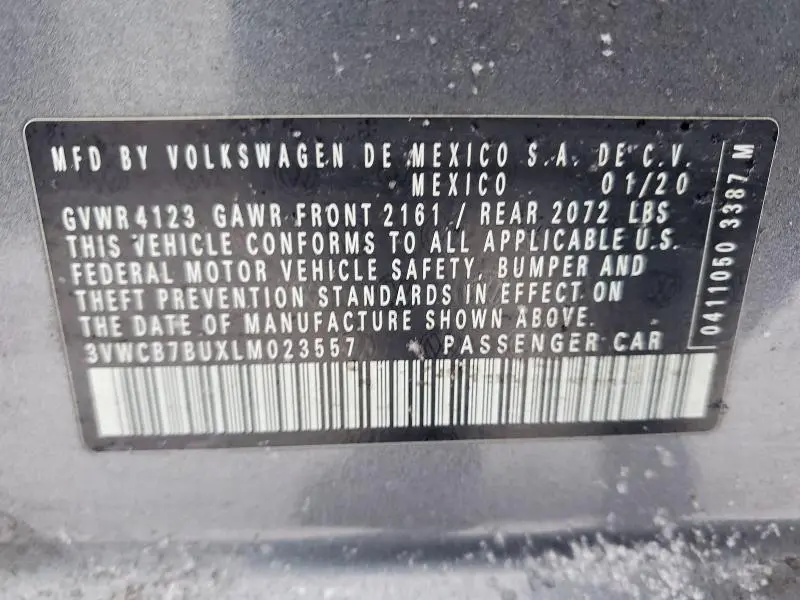 MFD BY VOLKSWAGEN DE MEXICO S.A. DE C.V.
MEXICO 01/20
GVWR 4123 GAWR FRONT 2161 / REAR 2072 LBS
THIS VEHICLE CONFORMS TO ALL APPLICABLE U.S.
FEDERAL MOTOR VEHICLE SAFETY, BUMPER AND
THEFT PREVENTION STANDARDS IN EFFECT ON
THE DATE OF MANUFACTURE SHOWN ABOVE.
3VWCB7BUXLM023557 PASSENGER CAR
0411050 3387 M